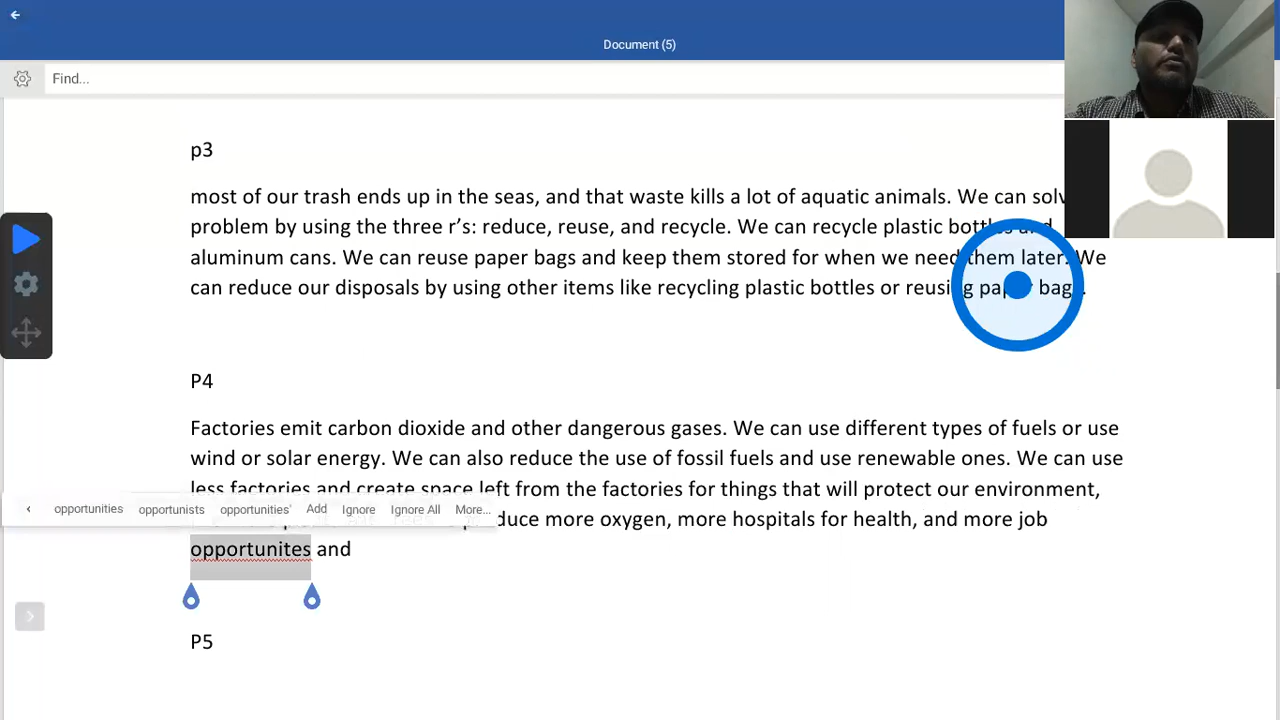 Document (5)
Find...
p3
most of our trash ends up in the seas, and that waste kills a lot of aquatic animals. We can
problem by using the three r’s: reduce, reuse, and recycle. We can recycle plastic bottles and
aluminum cans. We can reuse paper bags and keep them stored for when we need them later. We
can reduce our disposals by using other items like recycling plastic bottles or reusing paper bags.
P4
Factories emit carbon dioxide and other dangerous gases. We can use different types of fuels or use
wind or solar energy. We can also reduce the use of fossil fuels and use renewable ones. We can use
less factories and create space left from the factories for things that will protect our environment,
opportunities opportunists opportunities' Add Ignore Ignore All More...
more oxygen, more hospitals for health, and more job
opportunites and
P5